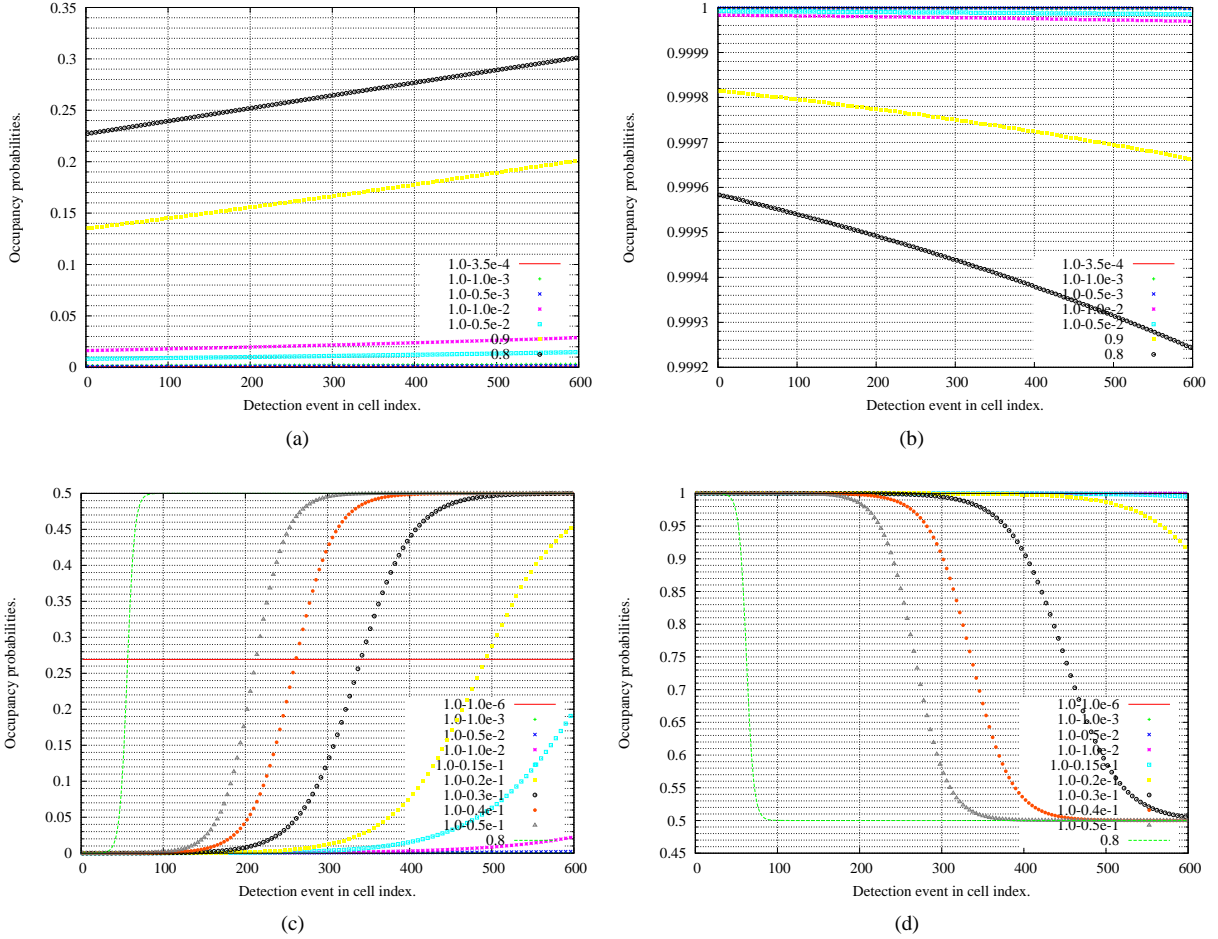 Occupancy probabilities.
0.35
0.3
0.25
0.2
0.15
0.1
0.05
0
0 100 200 300 400 500 600
Detection event in cell index.
1.0-3.5e-4
1.0-1.0e-3
1.0-0.5e-3
1.0-1.0e-2
1.0-0.5e-2
0.9
0.8
(a)
Occupancy probabilities.
1
0.9999
0.9998
0.9997
0.9996
0.9995
0.9994
0.9993
0.9992
0 100 200 300 400 500 600
Detection event in cell index.
1.0-3.5e-4
1.0-1.0e-3
1.0-0.5e-3
1.0-1.0e-2
1.0-0.5e-2
0.9
0.8
(b)
Occupancy probabilities.
0.5
0.45
0.4
0.35
0.3
0.25
0.2
0.15
0.1
0.05
0
0 100 200 300 400 500 600
Detection event in cell index.
1.0-1.0e-6
1.0-1.0e-3
1.0-0.5e-2
1.0-1.0e-2
1.0-0.15e-1
1.0-0.2e-1
1.0-0.3e-1
1.0-0.4e-1
1.0-0.5e-1
0.8
(c)
Occupancy probabilities.
1
0.95
0.9
0.85
0.8
0.75
0.7
0.65
0.6
0.55
0.5
0.45
0 100 200 300 400 500 600
Detection event in cell index.
1.0-1.0e-6
1.0-1.0e-3
1.0-0.5e-2
1.0-1.0e-2
1.0-0.15e-1
1.0-0.2e-1
1.0-0.3e-1
1.0-0.4e-1
1.0-0.5e-1
0.8
(d)